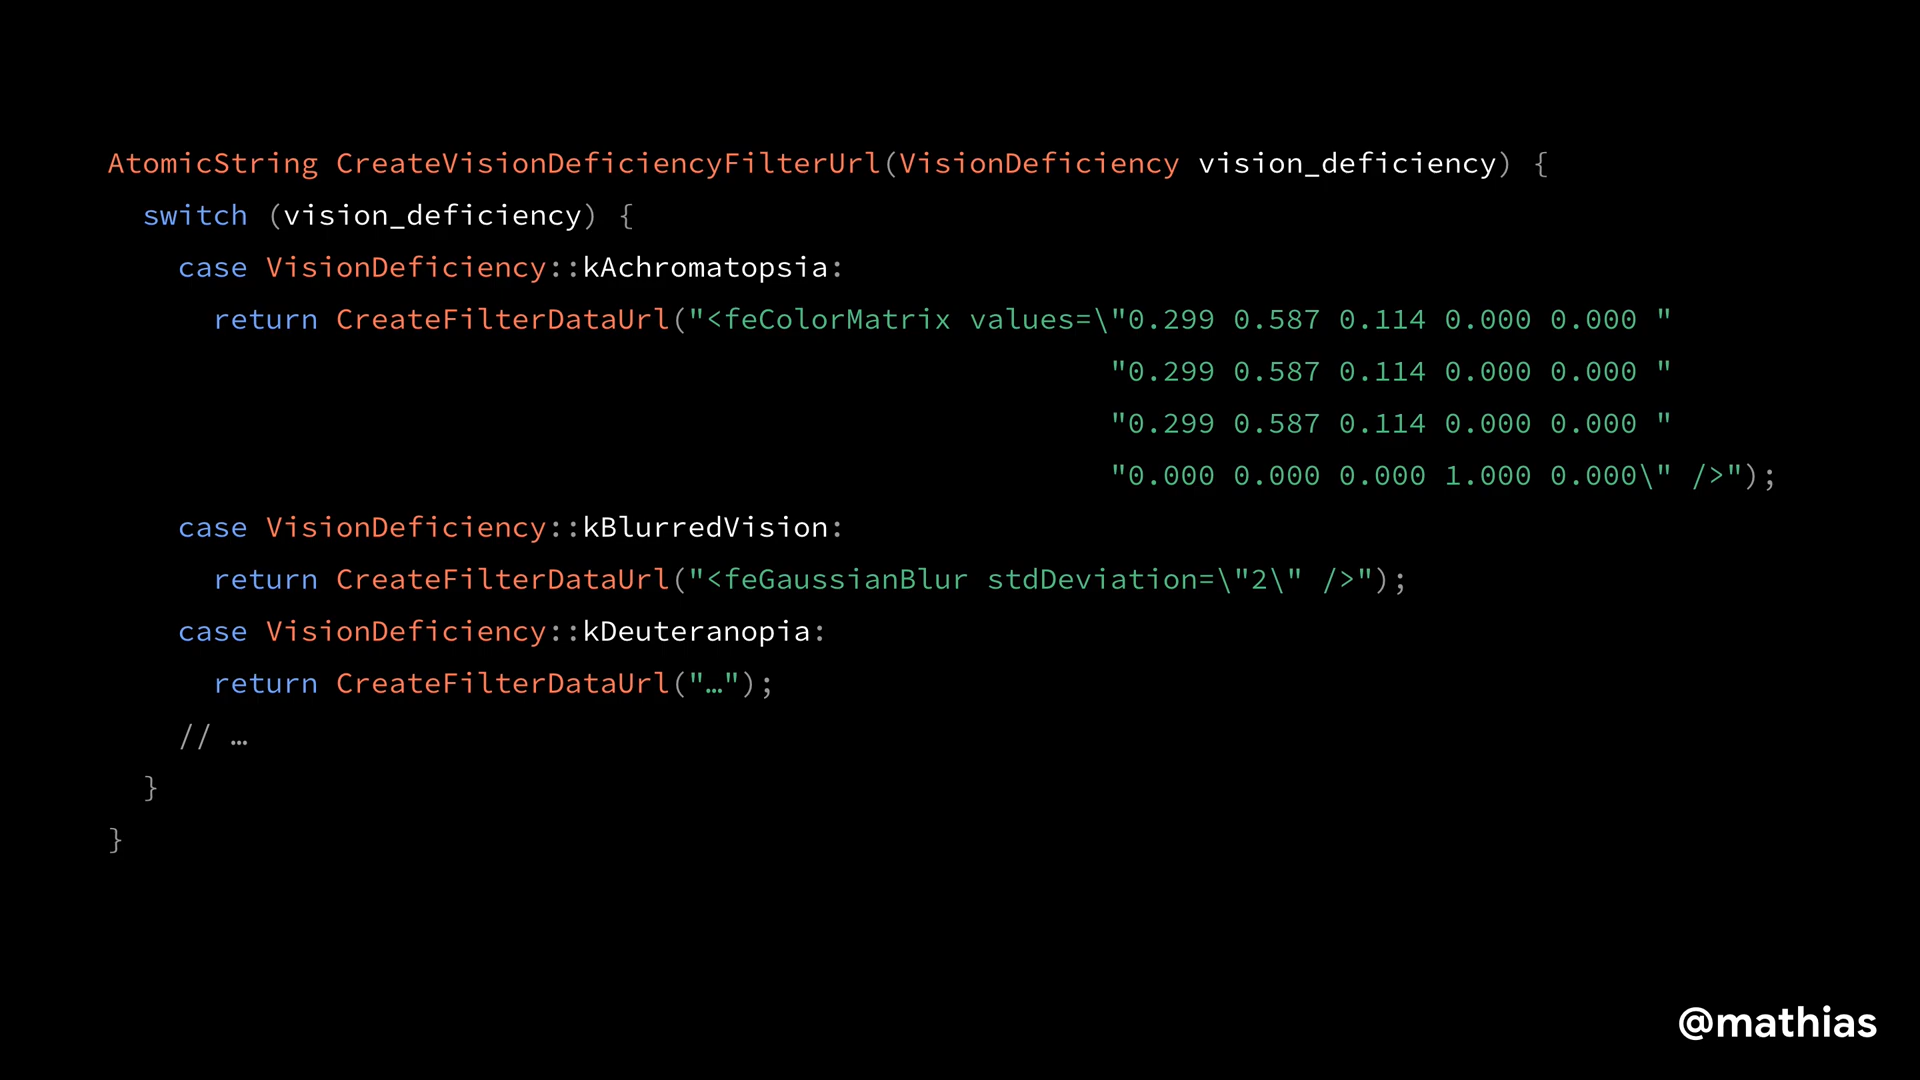 AtomicString CreateVisionDeficiencyFilterUrl(VisionDeficiency vision_deficiency) {
  switch (vision_deficiency) {
    case VisionDeficiency::kAchromatopsia:
      return CreateFilterDataUrl("<feColorMatrix values=\"0.299 0.587 0.114 0.000 0.000 "
                                                         "0.299 0.587 0.114 0.000 0.000 "
                                                         "0.299 0.587 0.114 0.000 0.000 "
                                                         "0.000 0.000 0.000 1.000 0.000\" />");
    case VisionDeficiency::kBlurredVision:
      return CreateFilterDataUrl("<feGaussianBlur stdDeviation=\"2\" />");
    case VisionDeficiency::kDeuteranopia:
      return CreateFilterDataUrl("…");
    // …
  }
}
@mathias